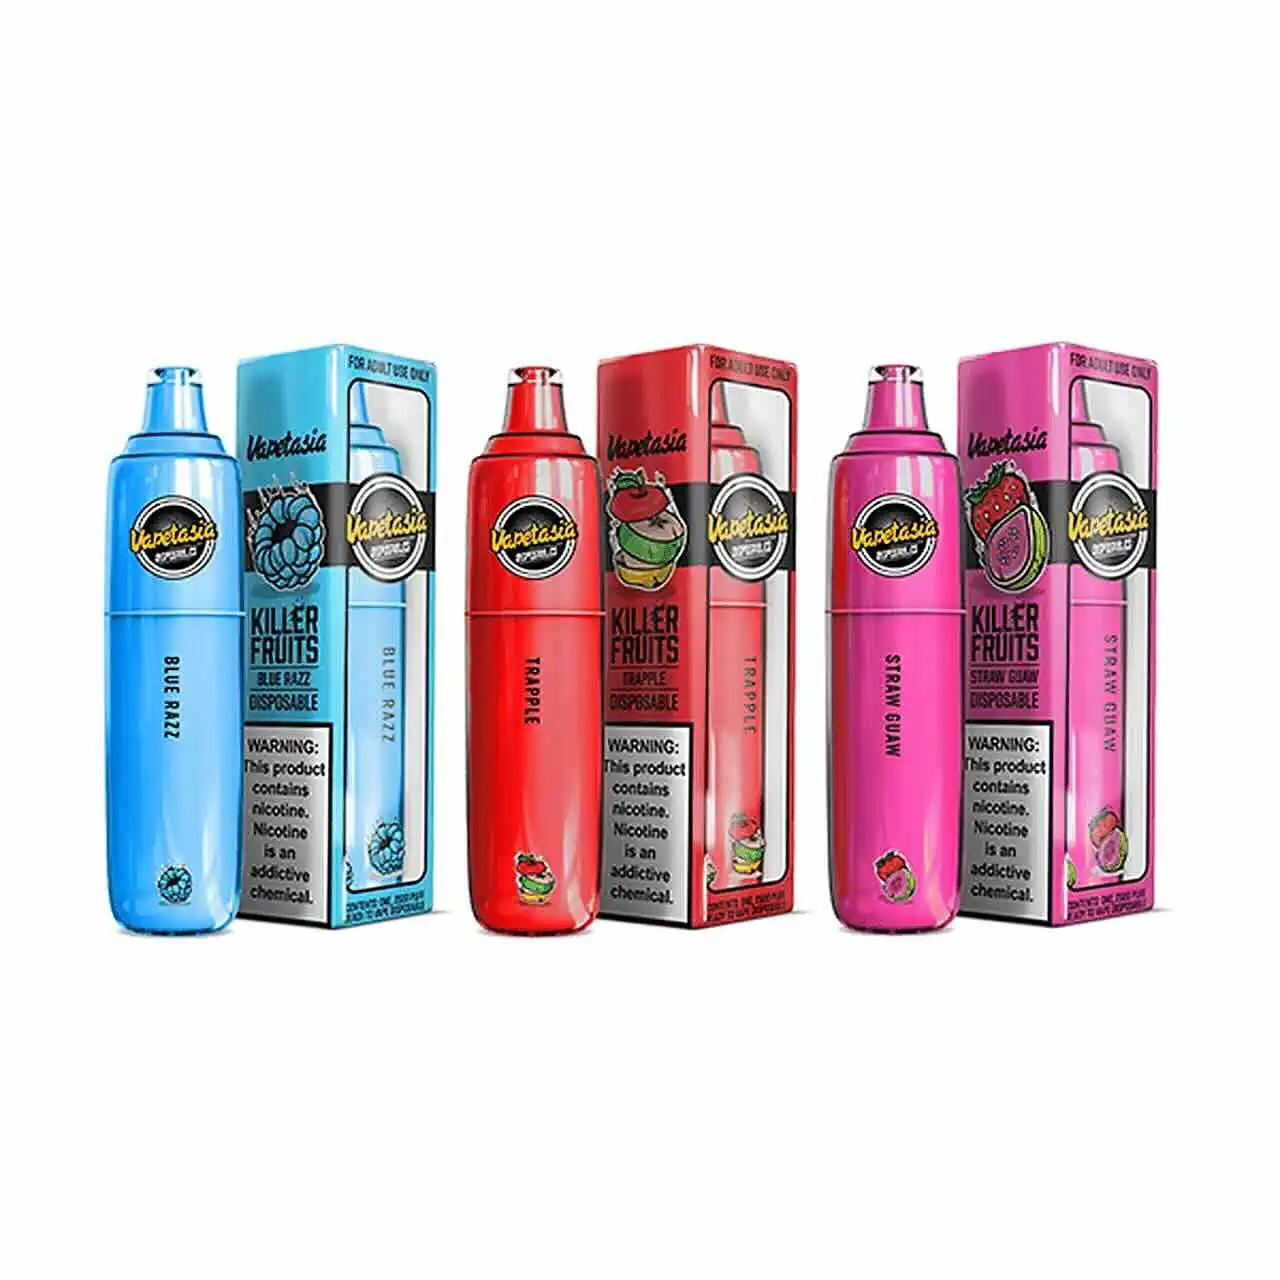 Vapetasia
BLUE RAZZ
FOR ADULT USE ONLY
Vapetasia
Vapetasia
KILLER
FRUITS
BLUE RAZZ
DISPOSABLE
BLUE RAZZ
WARNING:
This product
contains
nicotine.
Nicotine
is an
addictive
chemical.
Vapetasia
TRAPPLE
FOR ADULT USE ONLY
Vapetasia
Vapetasia
KILLER
FRUITS
TRAPPLE
DISPOSABLE
TRAPPLE
WARNING:
This product
contains
nicotine.
Nicotine
is an
addictive
chemical.
Vapetasia
STRAW GUAW
FOR ADULT USE ONLY
Vapetasia
Vapetasia
KILLER
FRUITS
STRAW GUAW
DISPOSABLE
STRAW GUAW
WARNING:
This product
contains
nicotine.
Nicotine
is an
addictive
chemical.